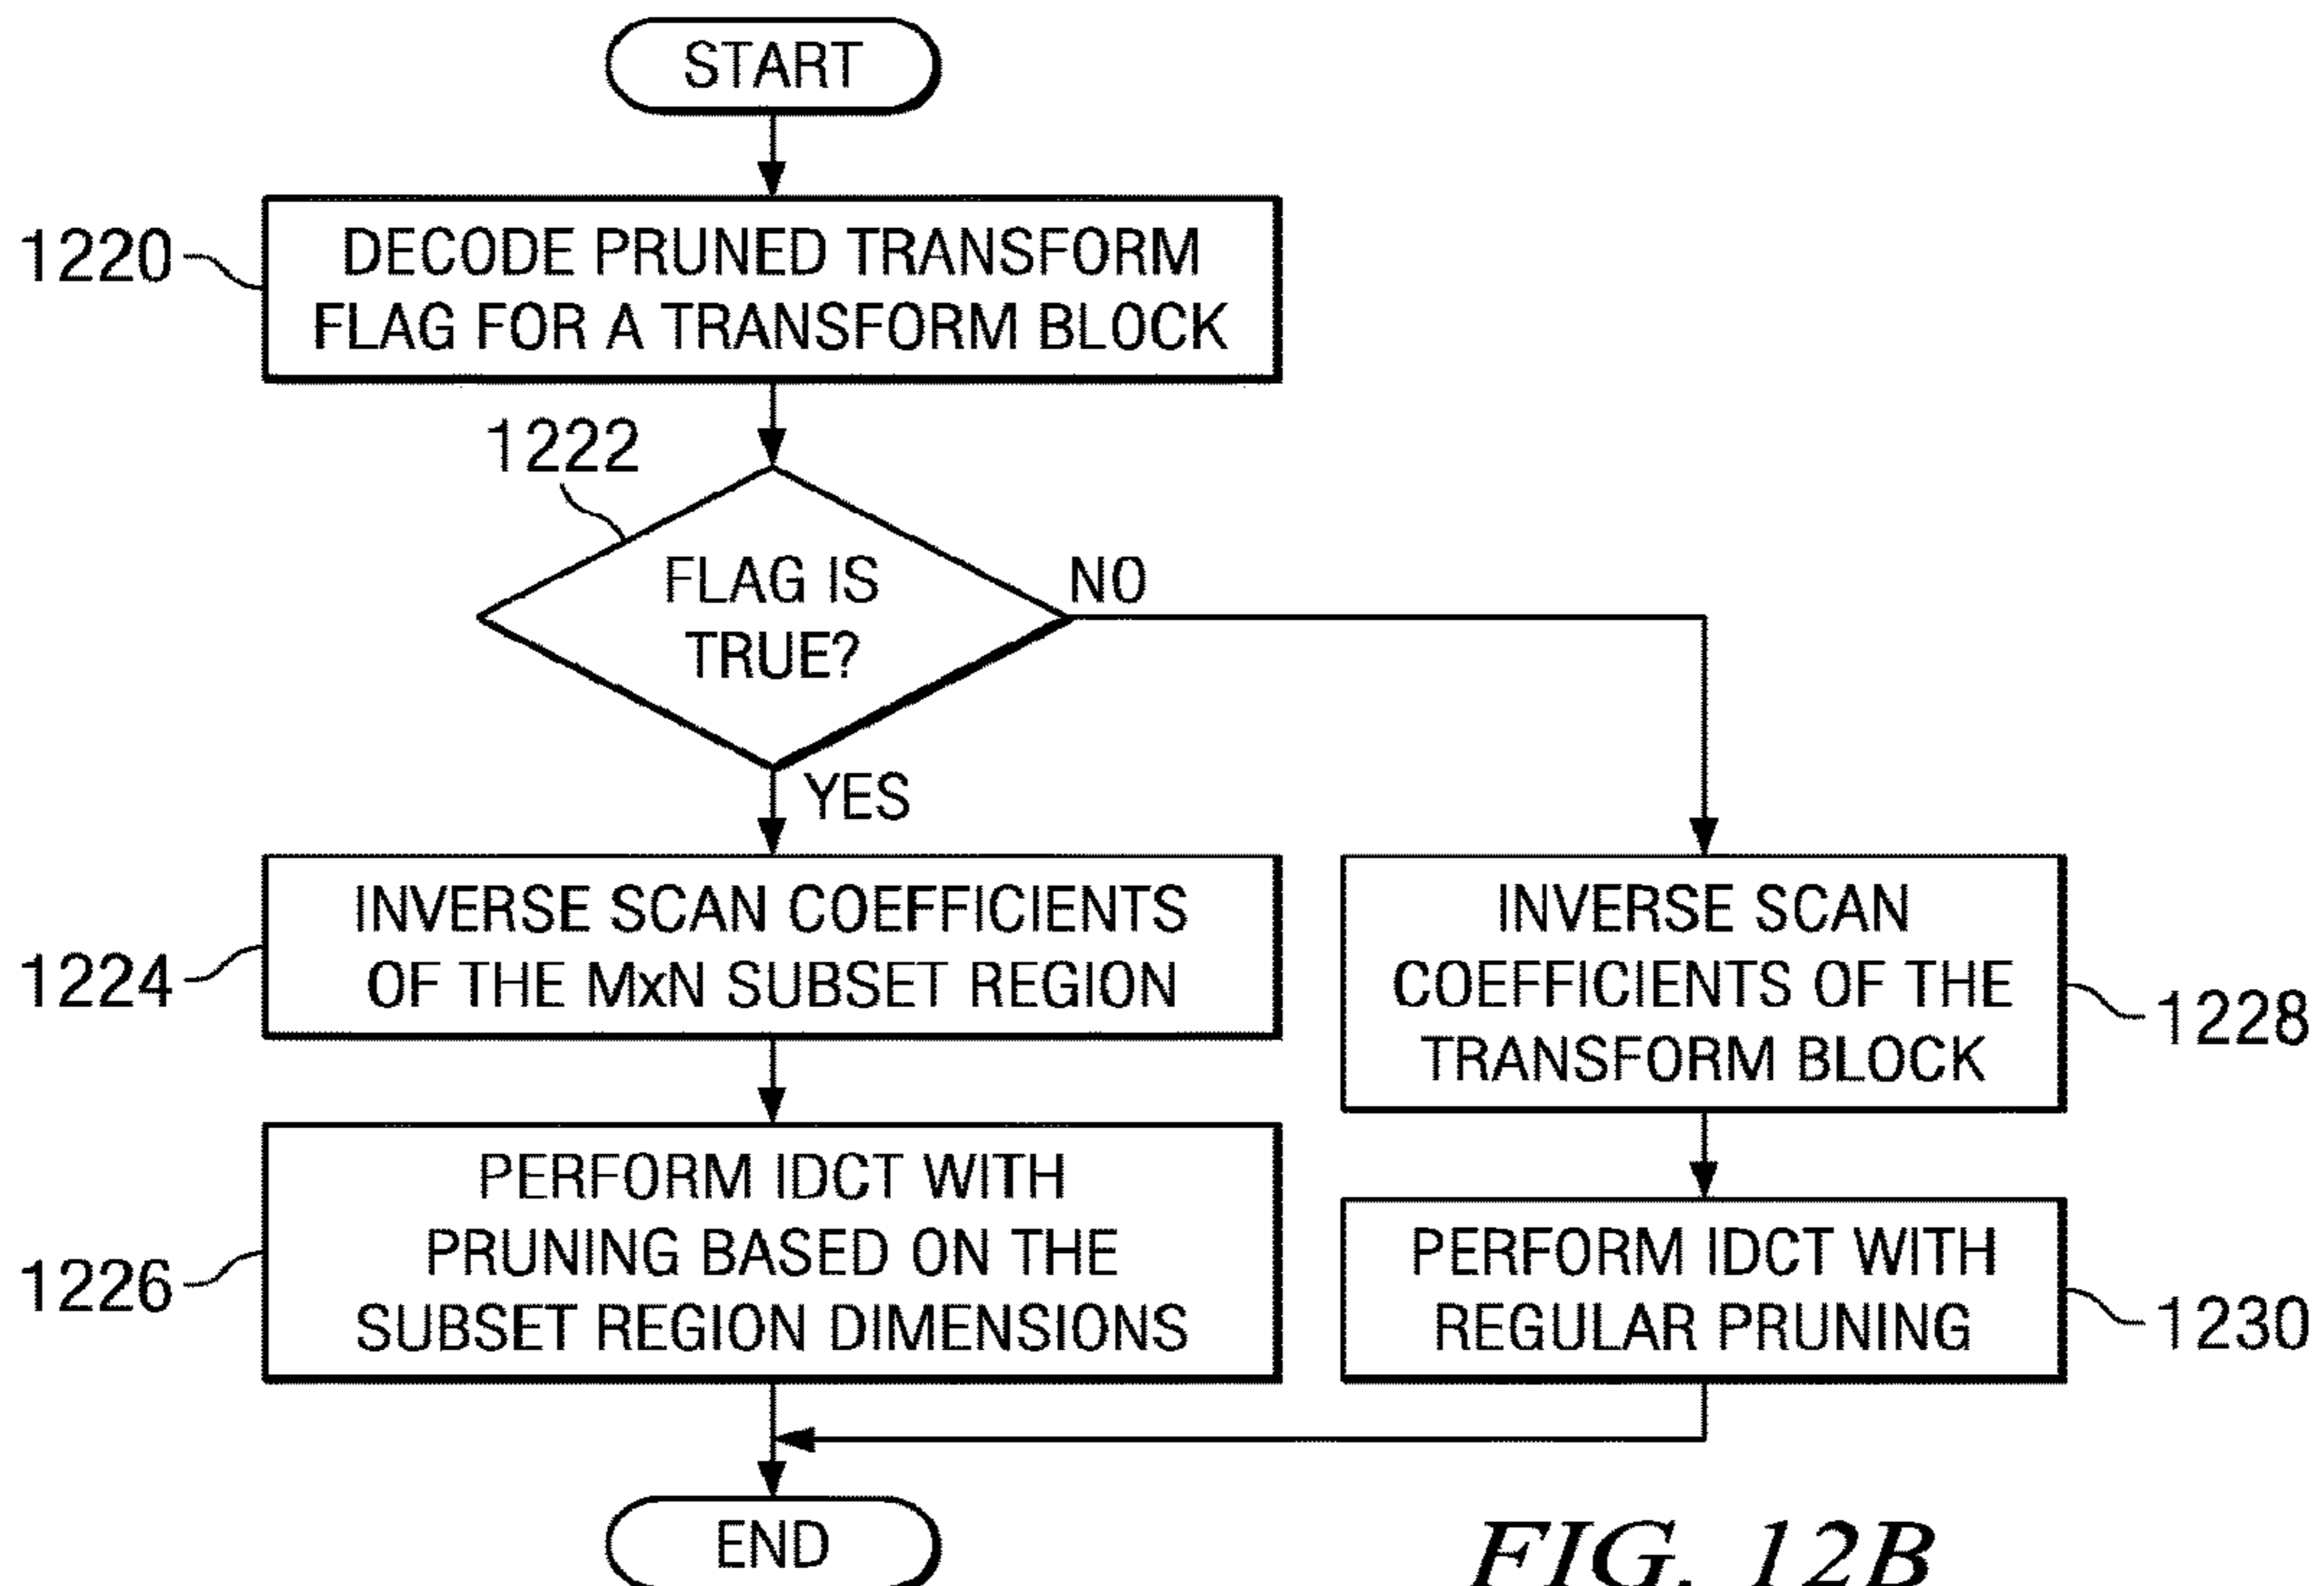 START
1220
DECODE PRUNED TRANSFORM
FLAG FOR A TRANSFORM BLOCK
1222
FLAG IS
TRUE?
NO
YES
1224
INVERSE SCAN COEFFICIENTS
OF THE MxN SUBSET REGION
INVERSE SCAN
COEFFICIENTS OF THE
TRANSFORM BLOCK
1228
1226
PERFORM IDCT WITH
PRUNING BASED ON THE
SUBSET REGION DIMENSIONS
PERFORM IDCT WITH
REGULAR PRUNING
1230
END
FIG. 12B